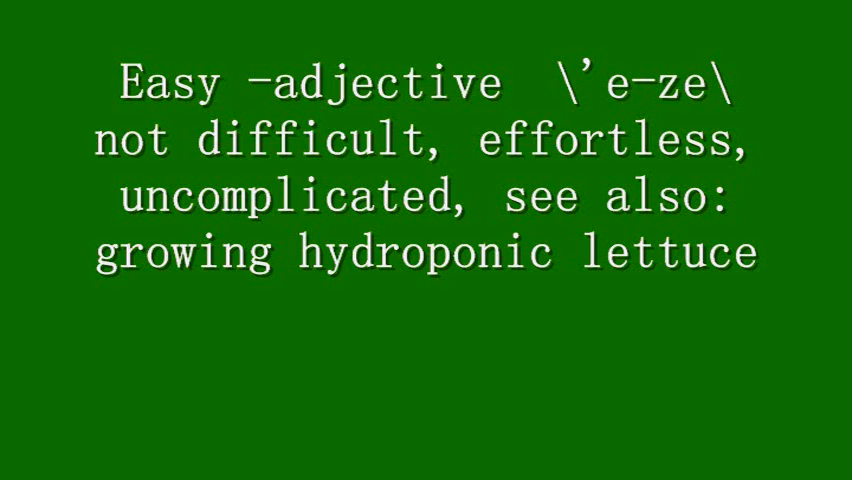 Easy -adjective  \'e-ze\
not difficult, effortless,
uncomplicated, see also:
growing hydroponic lettuce